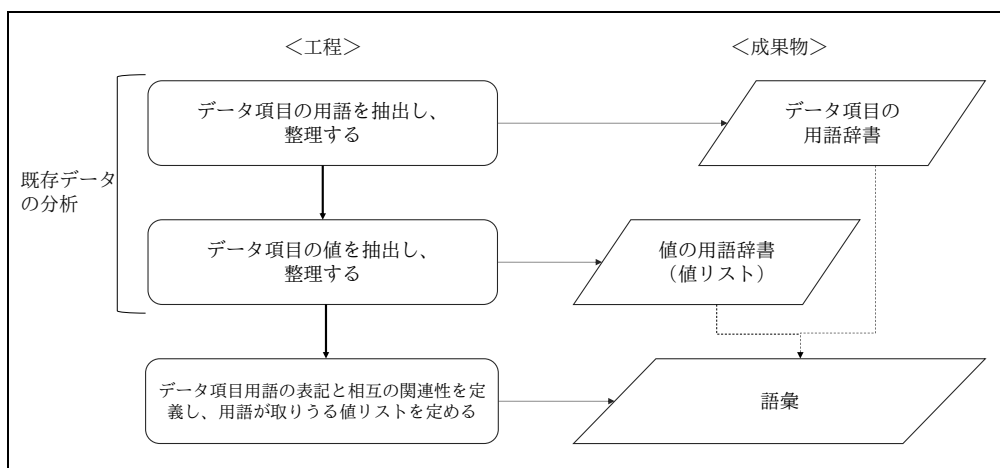 ＜工程＞
＜成果物＞
データ項目の用語を抽出し、
整理する
データ項目の
用語辞書
既存データ
の分析
データ項目の値を抽出し、
整理する
値の用語辞書
（値リスト）
データ項目用語の表記と相互の関連性を定
義し、用語が取りうる値リストを定める
語彙